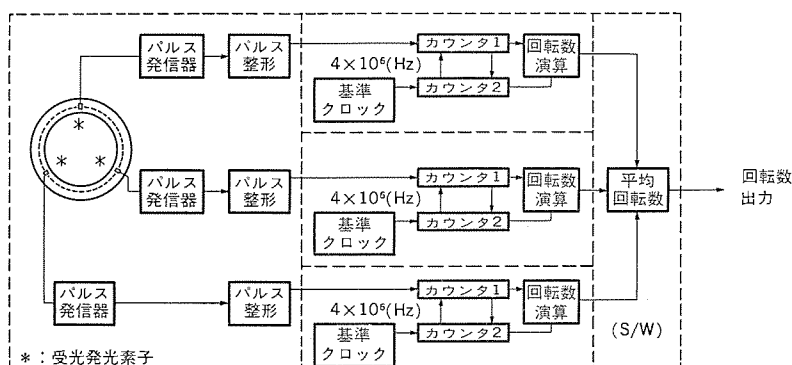 パルス
発信器
パルス
整形
4×10⁶(Hz)
基準
クロック
カウンタ1
カウンタ2
回転数
演算
パルス
発信器
パルス
整形
4×10⁶(Hz)
基準
クロック
カウンタ1
カウンタ2
回転数
演算
平均
回転数
回転数
出力
パルス
発信器
パルス
整形
4×10⁶(Hz)
基準
クロック
カウンタ1
カウンタ2
回転数
演算
(S/W)
* * *
*：受光発光素子